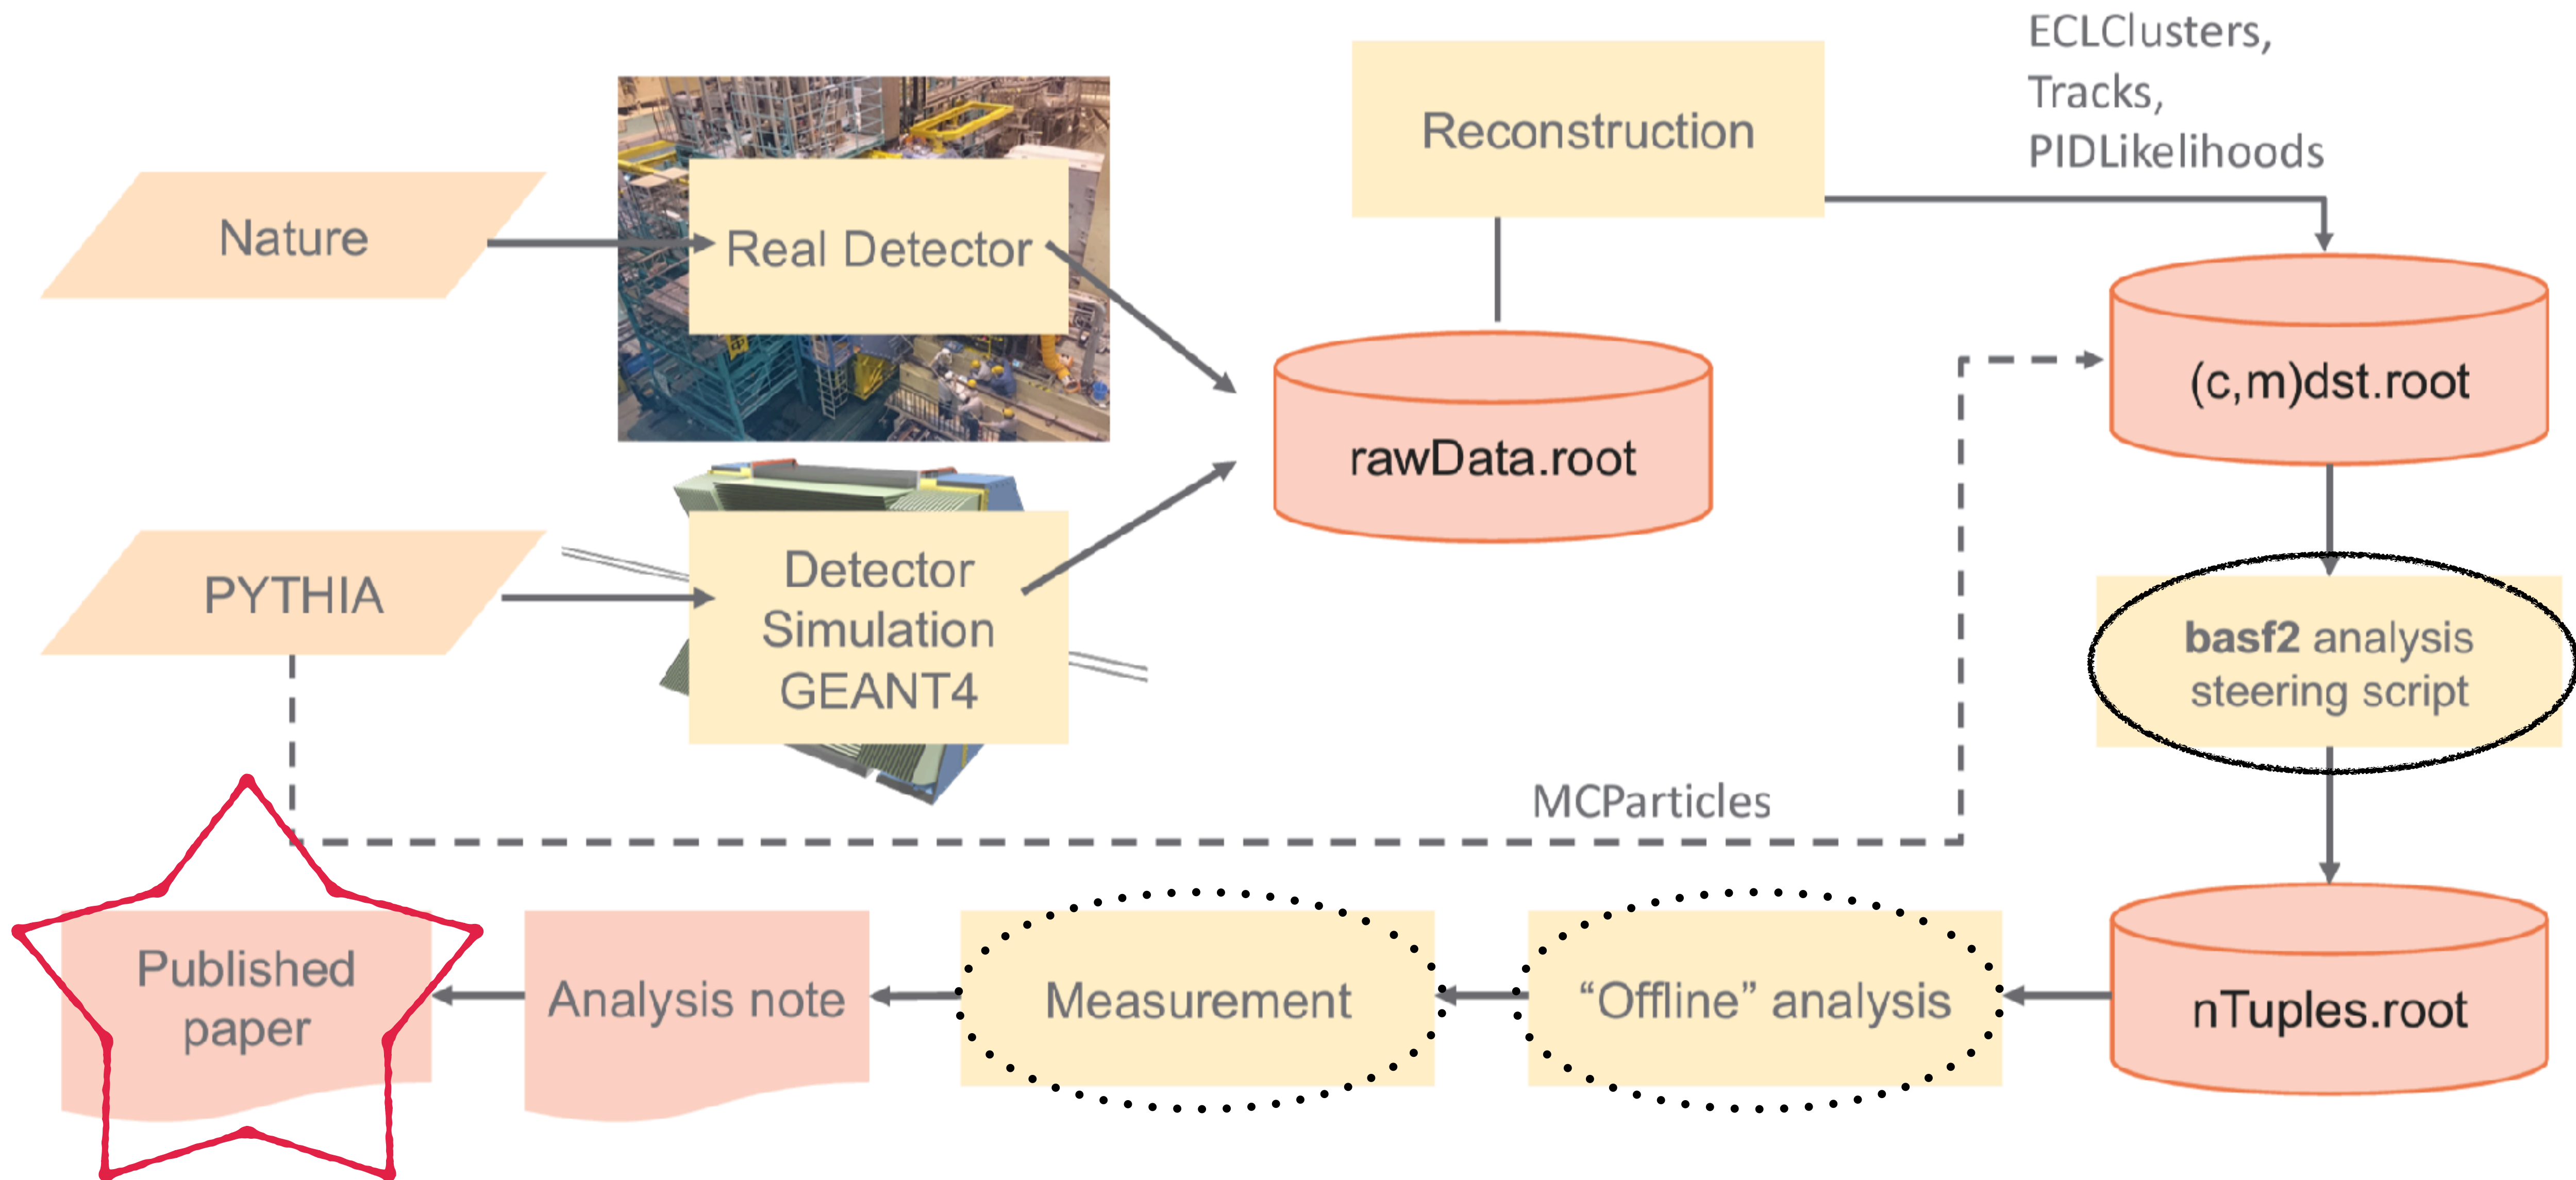 ECLClusters,
Tracks,
PIDLikelihoods
Reconstruction
Nature
Real Detector
(c,m)dst.root
rawData.root
PYTHIA
Detector
Simulation
GEANT4
basf2 analysis
steering script
MCParticles
Published
paper
Analysis note
Measurement
“Offline” analysis
nTuples.root